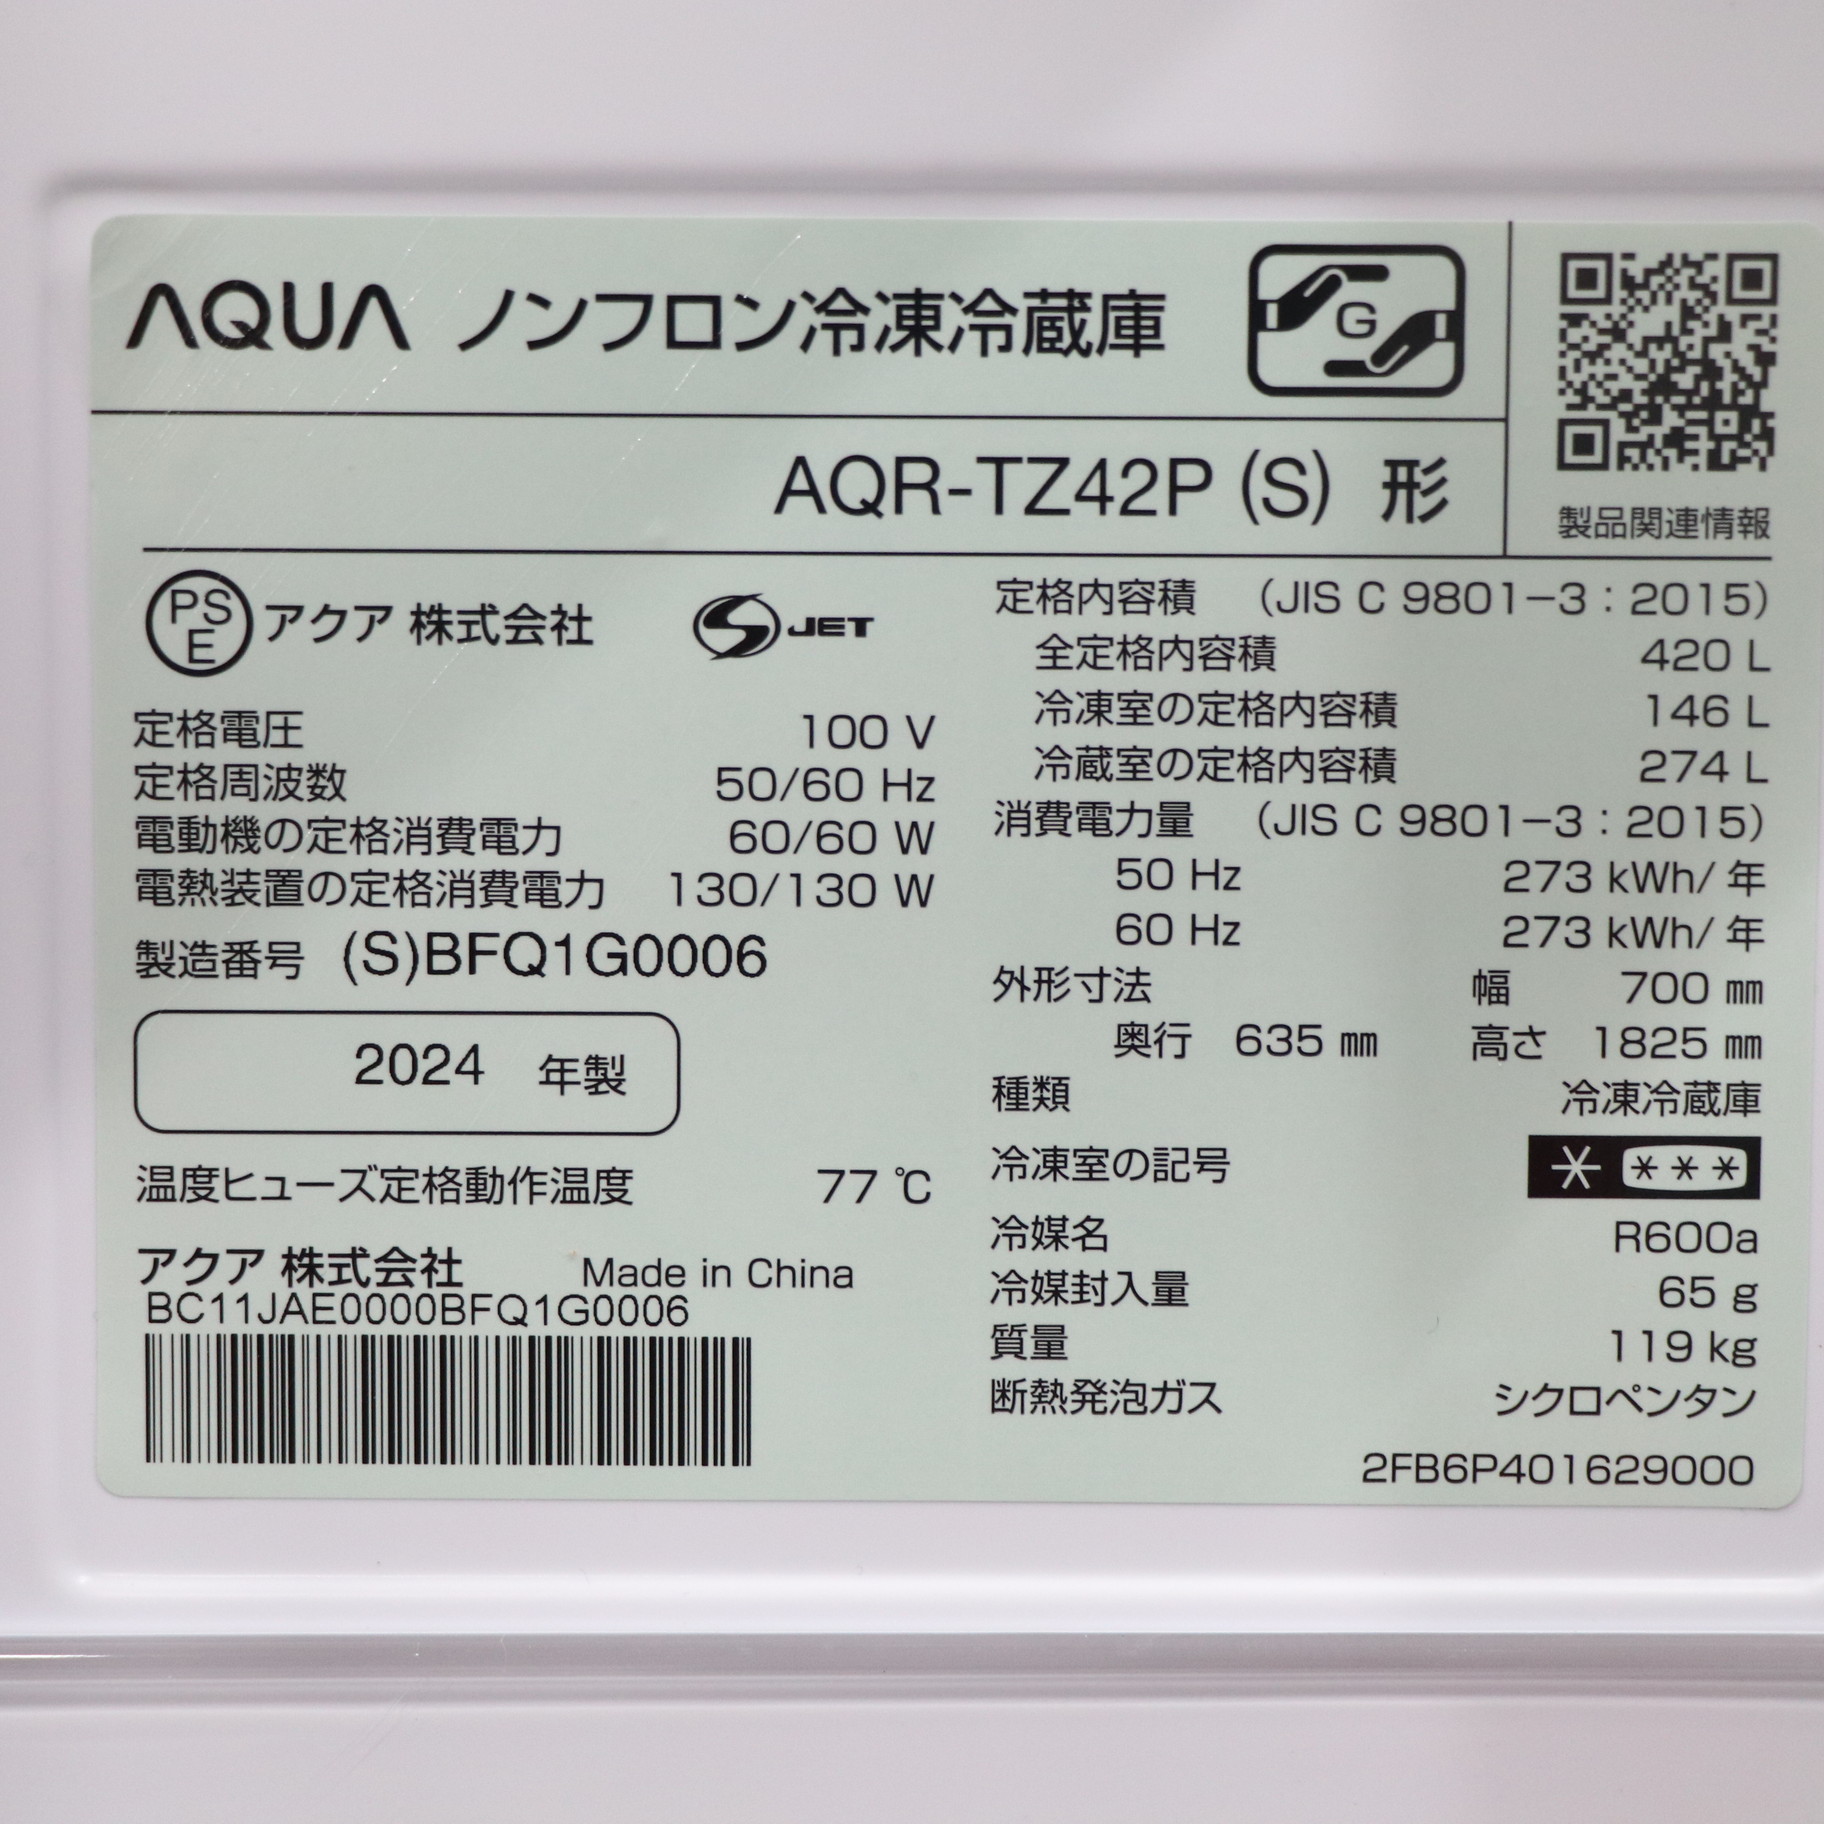 AQUA ノンフロン冷凍冷蔵庫
G
AQR-TZ42P (S) 形
製品関連情報
PSE アクア 株式会社 S JET
定格電圧 100 V
定格周波数 50/60 Hz
電動機の定格消費電力 60/60 W
電熱装置の定格消費電力 130/130 W
製造番号 (S)BFQ1G0006
2024 年製
温度ヒューズ定格動作温度 77 ℃
アクア 株式会社 Made in China
BC11JAE0000BFQ1G0006
定格内容積 (JIS C 9801-3：2015)
全定格内容積 420 L
冷凍室の定格内容積 146 L
冷蔵室の定格内容積 274 L
消費電力量 (JIS C 9801-3：2015)
50 Hz 273 kWh/年
60 Hz 273 kWh/年
外形寸法 幅 700 ㎜
奥行 635 ㎜ 高さ 1825 ㎜
種類 冷凍冷蔵庫
冷凍室の記号 * ***
冷媒名 R600a
冷媒封入量 65 g
質量 119 kg
断熱発泡ガス シクロペンタン
2FB6P401629000